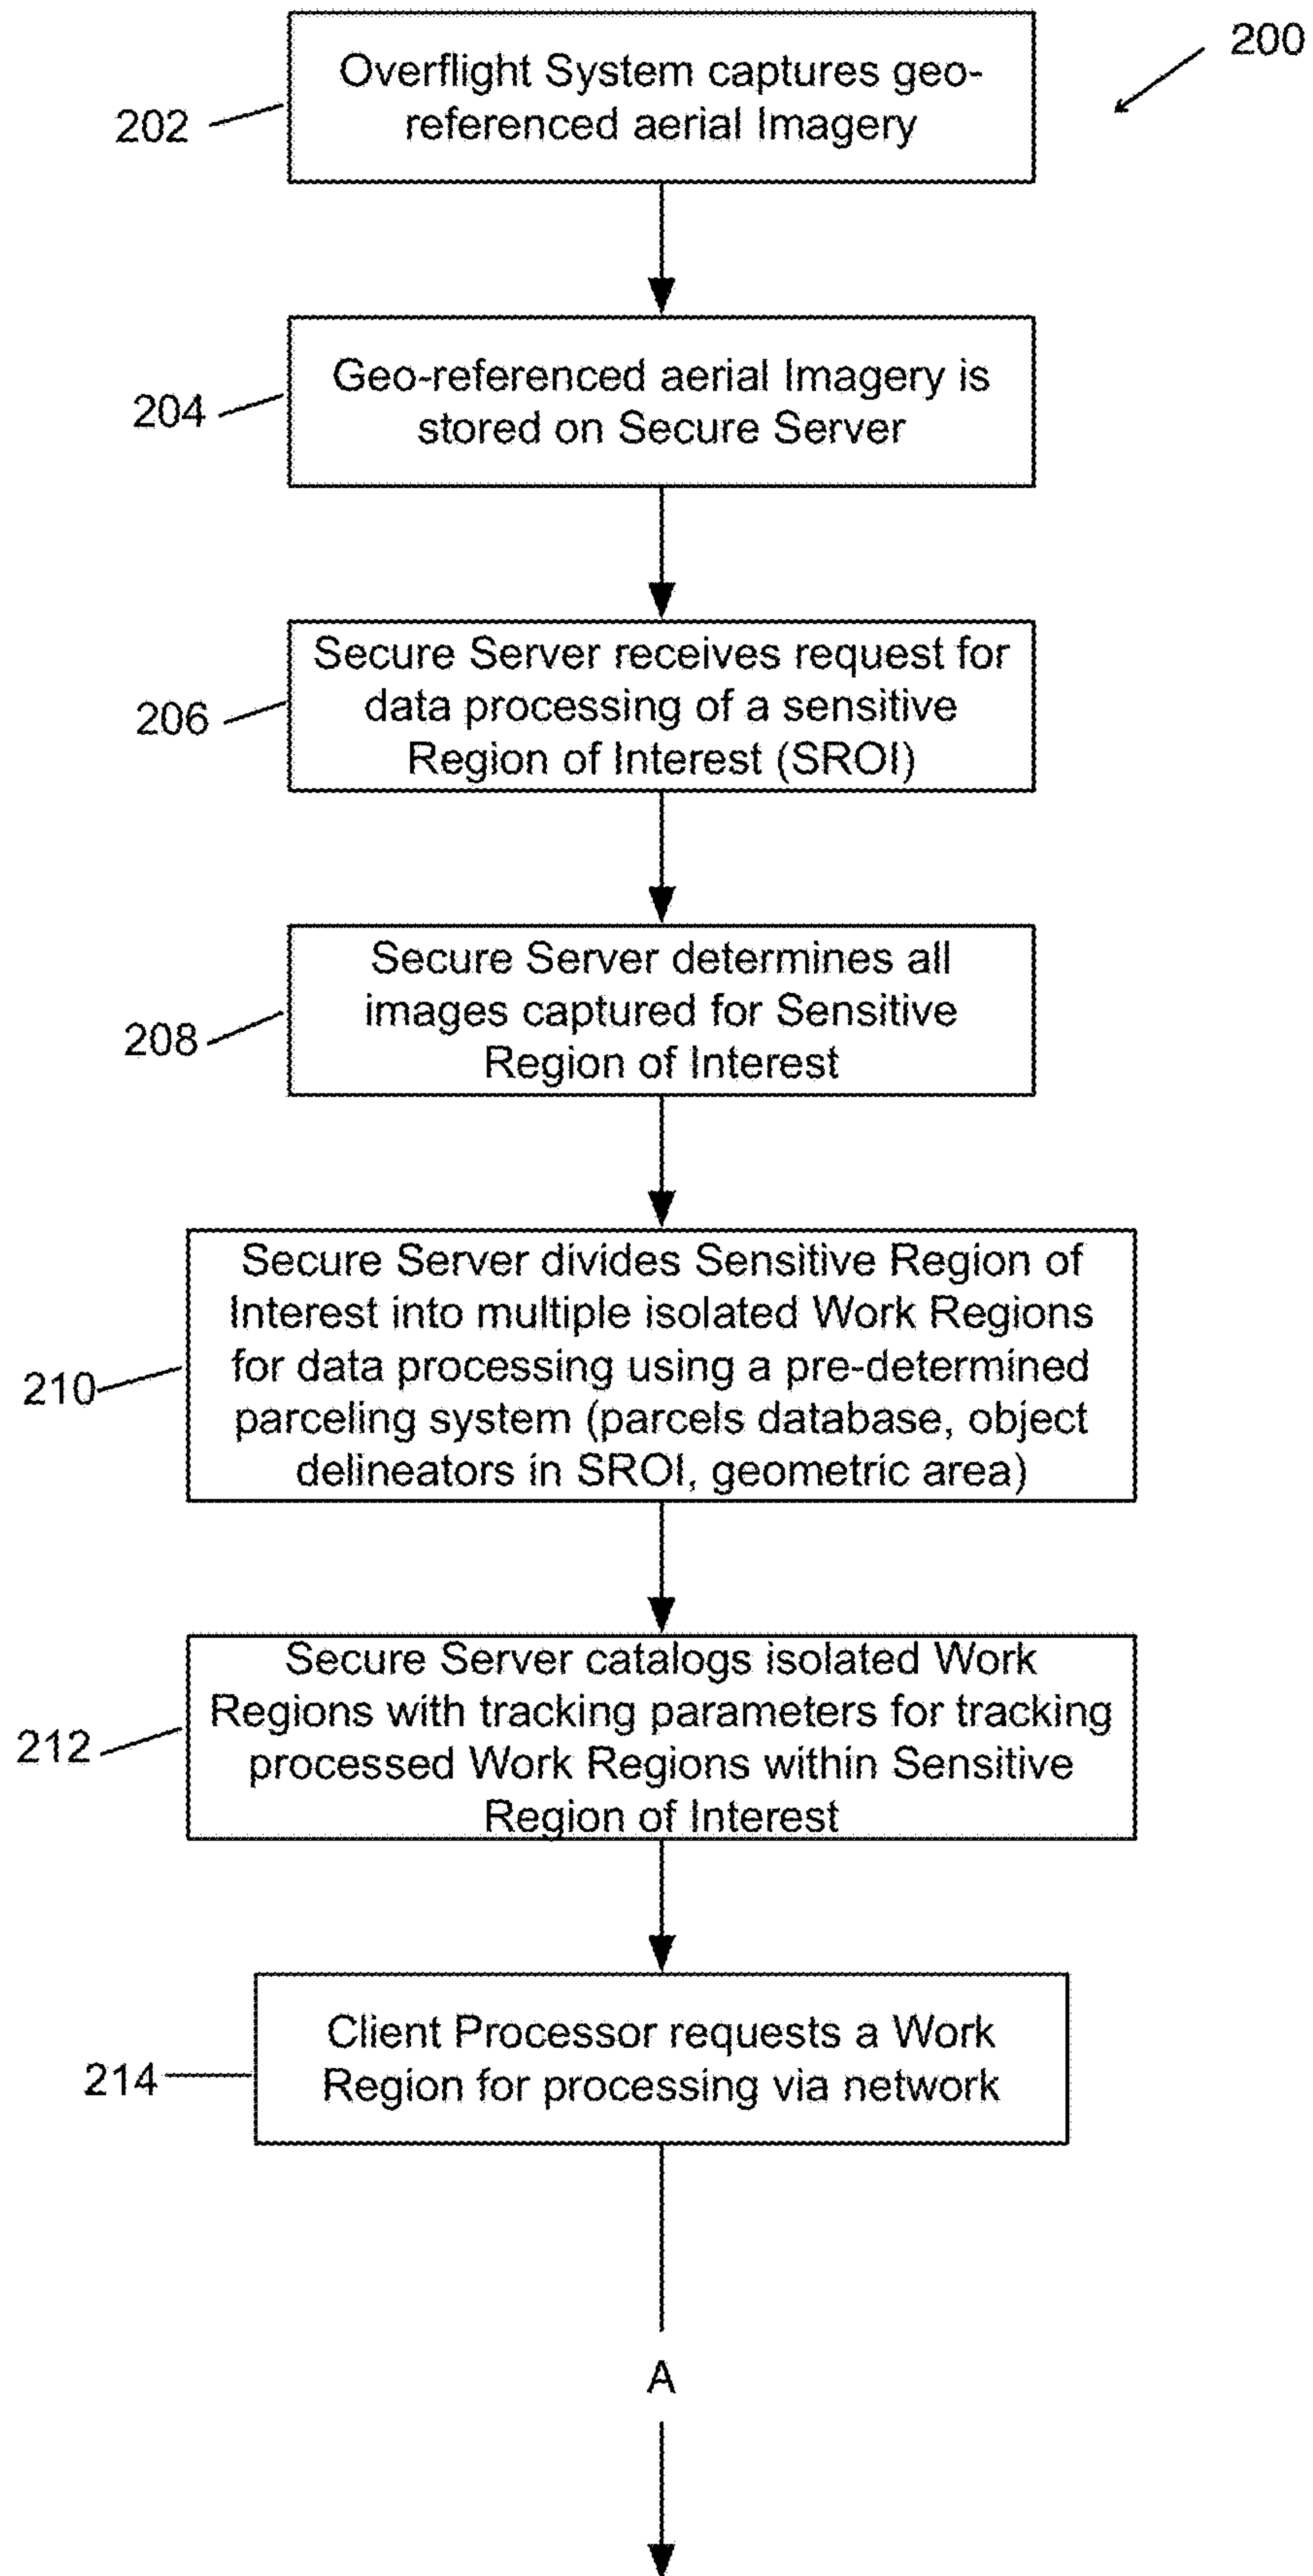 200
Overflight System captures geo-
referenced aerial Imagery
202
Geo-referenced aerial Imagery is
stored on Secure Server
204
Secure Server receives request for
data processing of a sensitive
Region of Interest (SROI)
206
Secure Server determines all
images captured for Sensitive
Region of Interest
208
Secure Server divides Sensitive Region of
Interest into multiple isolated Work Regions
for data processing using a pre-determined
parceling system (parcels database, object
delineators in SROI, geometric area)
210
Secure Server catalogs isolated Work
Regions with tracking parameters for tracking
processed Work Regions within Sensitive
Region of Interest
212
Client Processor requests a Work
Region for processing via network
214
A